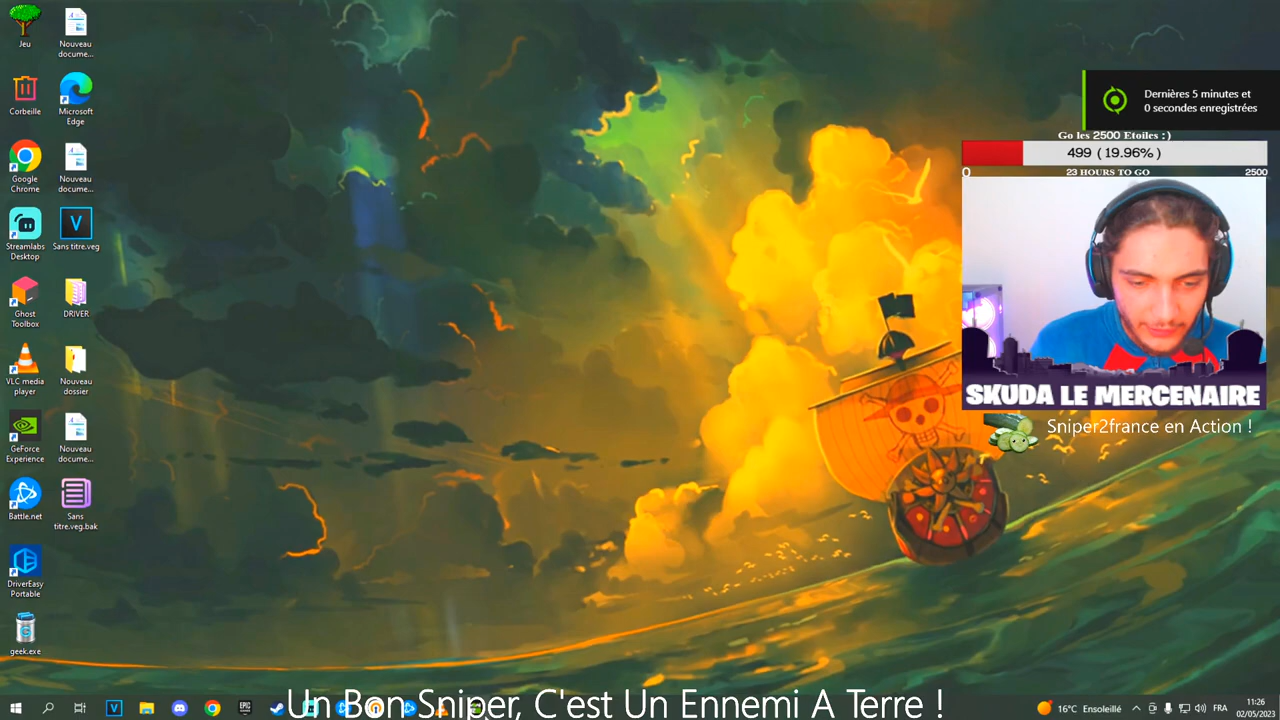 Jeu
Nouveau
docume...
Corbeille
Microsoft
Edge
Google
Chrome
Nouveau
docume...
Streamlabs
Desktop
V
Sans titre.veg
Ghost
Toolbox
DRIVER
VLC media
player
Nouveau
dossier
GeForce
Experience
Nouveau
docume...
Battle.net
Sans
titre.veg.bak
DriverEasy
Portable
geek.exe
Dernières 5 minutes et
0 secondes enregistrées
Go les 2500 Etoiles : )
499 ( 19.96% )
0
23 HOURS TO GO
2500
SKUDA LE MERCENAIRE
Sniper2france en Action !
Un Bon Sniper, C'est Un Ennemi A Terre !
V
EPIC
16°C Ensoleillé
FRA
11:26
02/05/2023